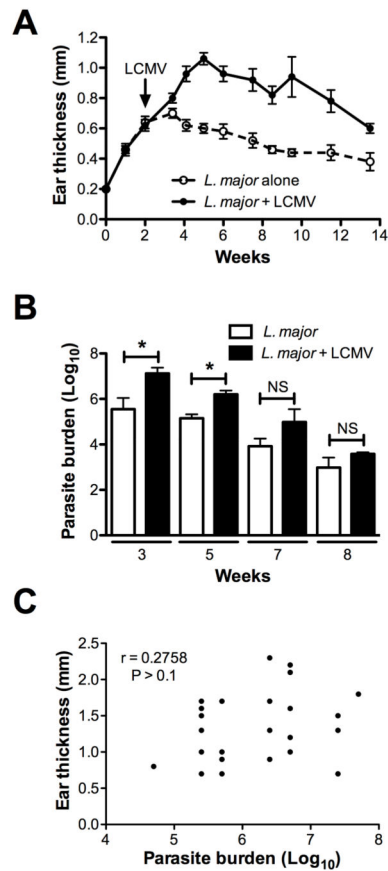 A
Ear thickness (mm)
1.2
1.0
0.8
0.6
0.4
0.2
0.0
LCMV
L. major alone
L. major + LCMV
0 2 4 6 8 10 12 14
Weeks
B
Parasite burden (Log10)
8
6
4
2
0
L. major
L. major + LCMV
* * NS NS
3 5 7 8
Weeks
C
Ear thickness (mm)
2.5
2.0
1.5
1.0
0.5
0.0
r = 0.2758
P > 0.1
4 5 6 7 8
Parasite burden (Log10)